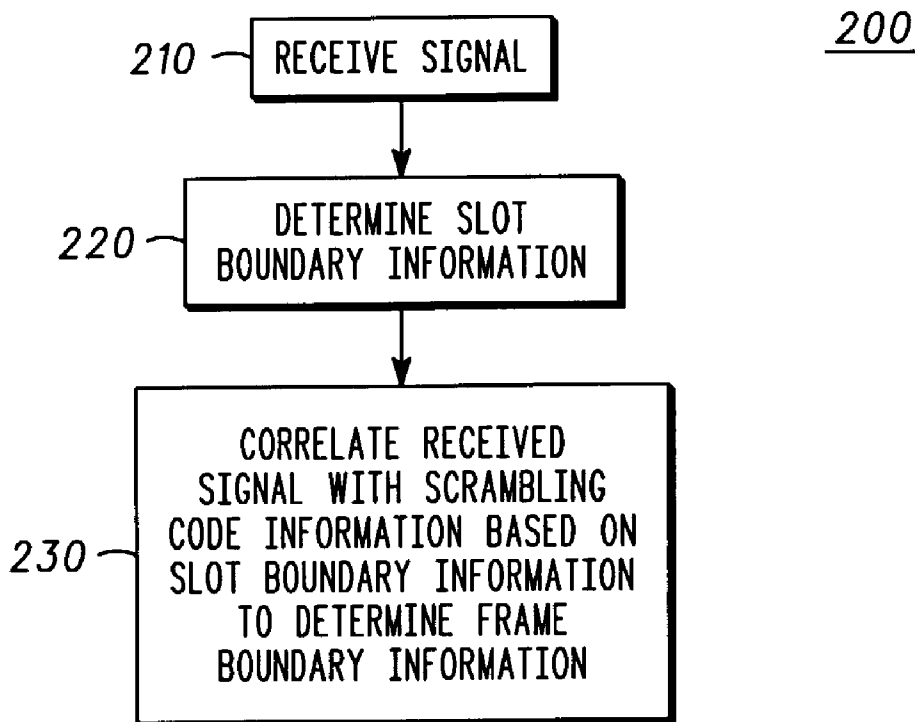 200
210
RECEIVE SIGNAL
220
DETERMINE SLOT
BOUNDARY INFORMATION
230
CORRELATE RECEIVED
SIGNAL WITH SCRAMBLING
CODE INFORMATION BASED ON
SLOT BOUNDARY INFORMATION
TO DETERMINE FRAME
BOUNDARY INFORMATION